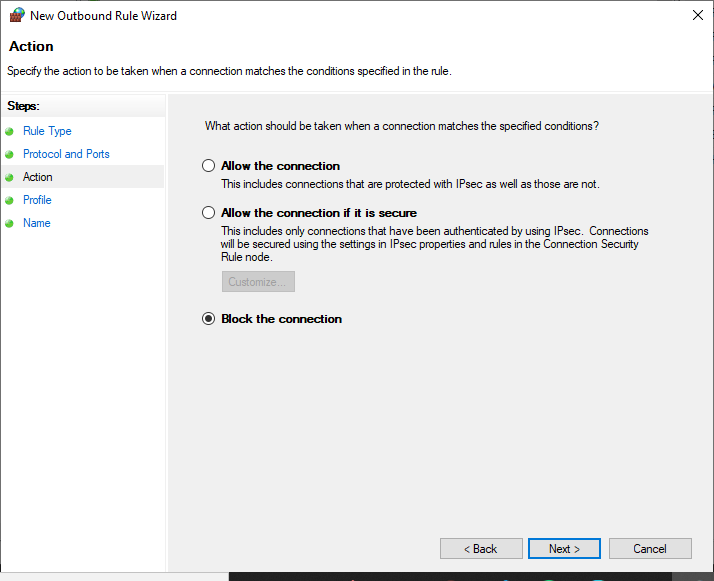 New Outbound Rule Wizard
Action
Specify the action to be taken when a connection matches the conditions specified in the rule.
Steps:
Rule Type
Protocol and Ports
Action
Profile
Name
What action should be taken when a connection matches the specified conditions?
Allow the connection
This includes connections that are protected with IPsec as well as those are not.
Allow the connection if it is secure
This includes only connections that have been authenticated by using IPsec.  Connections
will be secured using the settings in IPsec properties and rules in the Connection Security
Rule node.
Customize...
Block the connection
< Back
Next >
Cancel